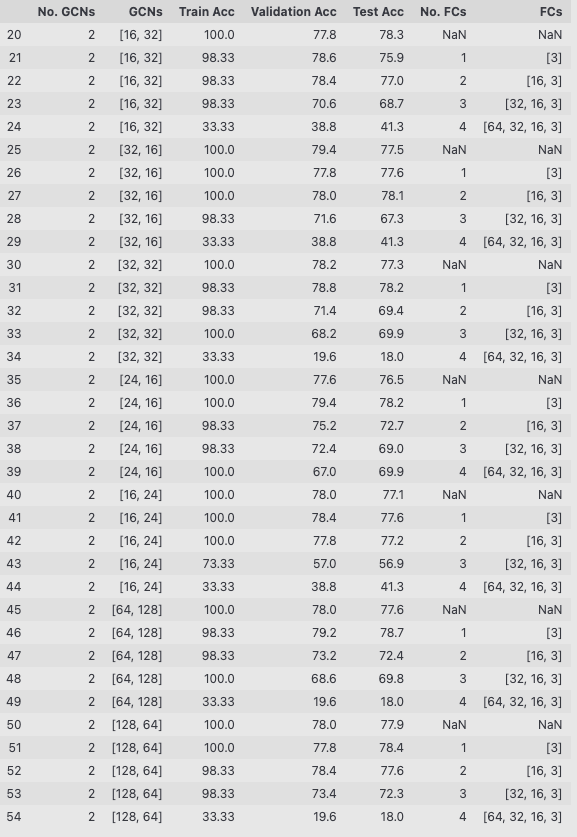 No. GCNs GCNs Train Acc Validation Acc Test Acc No. FCs FCs
20 2 [16, 32] 100.0 77.8 78.3 NaN NaN
21 2 [16, 32] 98.33 78.6 75.9 1 [3]
22 2 [16, 32] 98.33 78.4 77.0 2 [16, 3]
23 2 [16, 32] 98.33 70.6 68.7 3 [32, 16, 3]
24 2 [16, 32] 33.33 38.8 41.3 4 [64, 32, 16, 3]
25 2 [32, 16] 100.0 79.4 77.5 NaN NaN
26 2 [32, 16] 100.0 77.8 77.6 1 [3]
27 2 [32, 16] 100.0 78.0 78.1 2 [16, 3]
28 2 [32, 16] 98.33 71.6 67.3 3 [32, 16, 3]
29 2 [32, 16] 33.33 38.8 41.3 4 [64, 32, 16, 3]
30 2 [32, 32] 100.0 78.2 77.3 NaN NaN
31 2 [32, 32] 98.33 78.8 78.2 1 [3]
32 2 [32, 32] 98.33 71.4 69.4 2 [16, 3]
33 2 [32, 32] 100.0 68.2 69.9 3 [32, 16, 3]
34 2 [32, 32] 33.33 19.6 18.0 4 [64, 32, 16, 3]
35 2 [24, 16] 100.0 77.6 76.5 NaN NaN
36 2 [24, 16] 100.0 79.4 78.2 1 [3]
37 2 [24, 16] 98.33 75.2 72.7 2 [16, 3]
38 2 [24, 16] 98.33 72.4 69.0 3 [32, 16, 3]
39 2 [24, 16] 100.0 67.0 69.9 4 [64, 32, 16, 3]
40 2 [16, 24] 100.0 78.0 77.1 NaN NaN
41 2 [16, 24] 100.0 78.4 77.6 1 [3]
42 2 [16, 24] 100.0 77.8 77.2 2 [16, 3]
43 2 [16, 24] 73.33 57.0 56.9 3 [32, 16, 3]
44 2 [16, 24] 33.33 38.8 41.3 4 [64, 32, 16, 3]
45 2 [64, 128] 100.0 78.0 77.6 NaN NaN
46 2 [64, 128] 98.33 79.2 78.7 1 [3]
47 2 [64, 128] 98.33 73.2 72.4 2 [16, 3]
48 2 [64, 128] 100.0 68.6 69.8 3 [32, 16, 3]
49 2 [64, 128] 33.33 19.6 18.0 4 [64, 32, 16, 3]
50 2 [128, 64] 100.0 78.0 77.9 NaN NaN
51 2 [128, 64] 100.0 77.8 78.4 1 [3]
52 2 [128, 64] 98.33 78.4 77.6 2 [16, 3]
53 2 [128, 64] 98.33 73.4 72.3 3 [32, 16, 3]
54 2 [128, 64] 33.33 19.6 18.0 4 [64, 32, 16, 3]